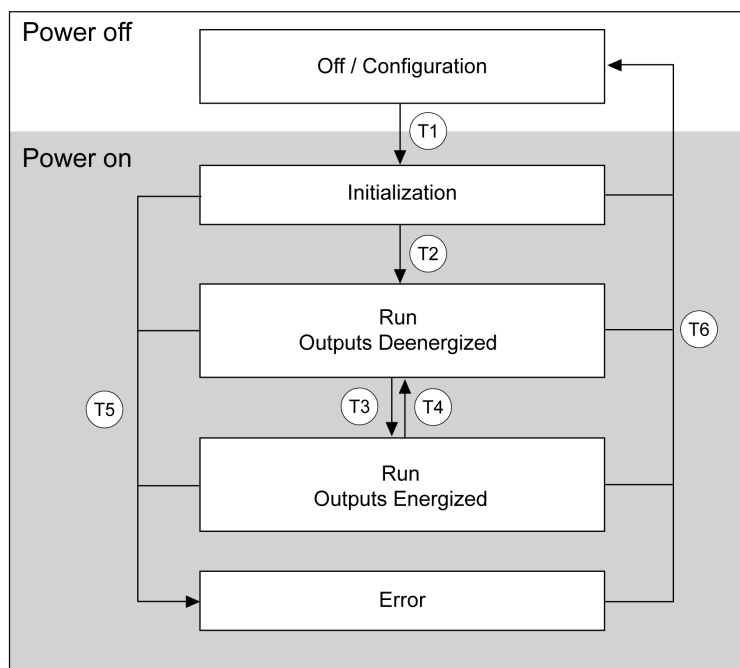 Power off
Off / Configuration
T1
Power on
Initialization
T2
Run
Outputs Deenergized
T6
T5
T3
T4
Run
Outputs Energized
Error